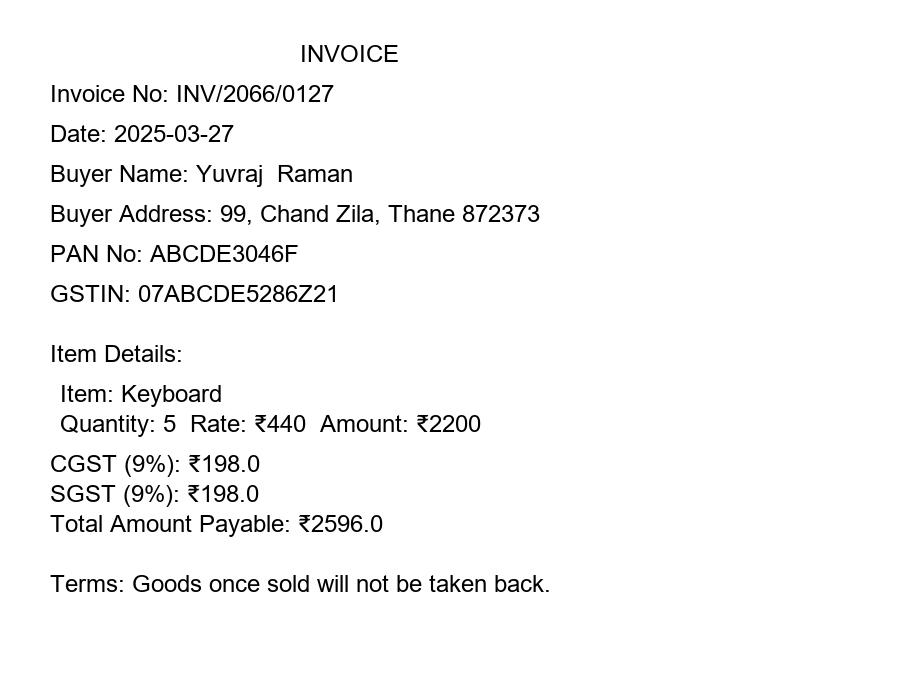 INVOICE
Invoice No: INV/2066/0127
Date: 2025-03-27
Buyer Name: Yuvraj  Raman
Buyer Address: 99, Chand Zila, Thane 872373
PAN No: ABCDE3046F
GSTIN: 07ABCDE5286Z21
Item Details:
Item: Keyboard
Quantity: 5  Rate: ₹440  Amount: ₹2200
CGST (9%): ₹198.0
SGST (9%): ₹198.0
Total Amount Payable: ₹2596.0
Terms: Goods once sold will not be taken back.